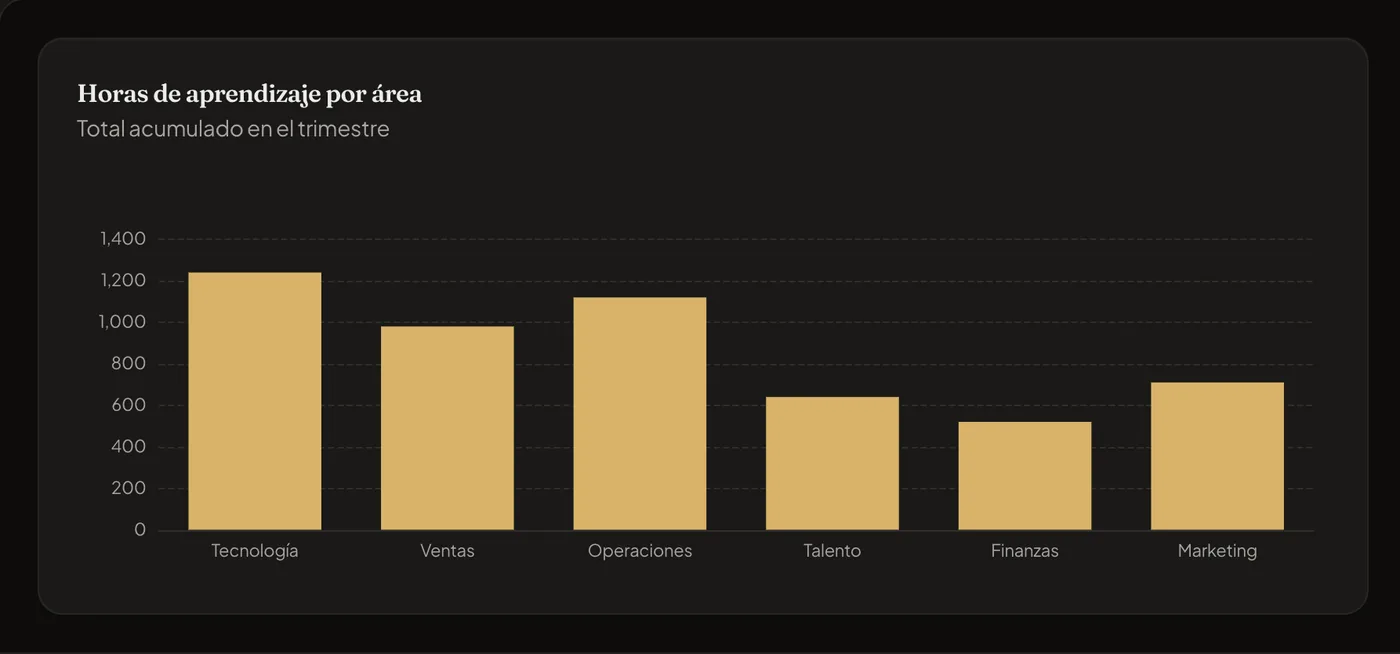 Horas de aprendizaje por área
Total acumulado en el trimestre
1,400
1,200
1,000
800
600
400
200
0
Tecnología Ventas Operaciones Talento Finanzas Marketing